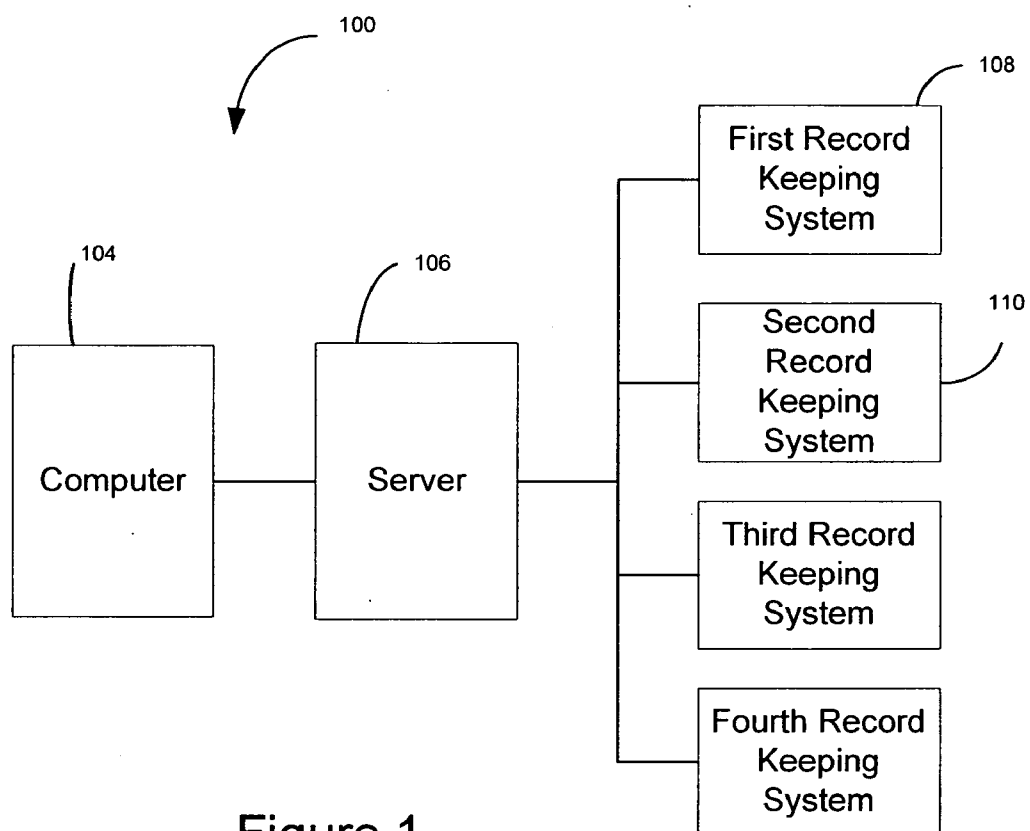 100
108
First Record
Keeping
System
104
106
110
Second
Record
Keeping
System
Computer
Server
Third Record
Keeping
System
Fourth Record
Keeping
System
Figure 1